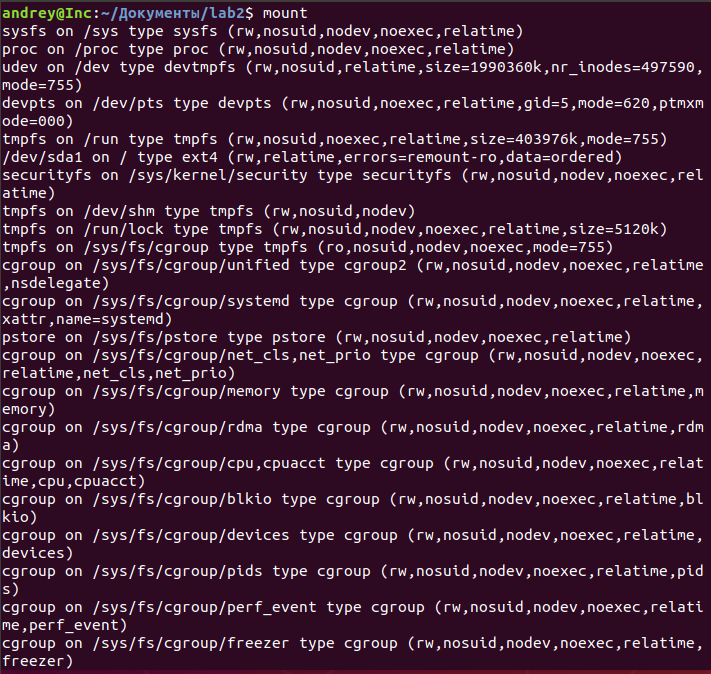 andrey@Inc:~/Документы/lab2$ mount
sysfs on /sys type sysfs (rw,nosuid,nodev,noexec,relatime)
proc on /proc type proc (rw,nosuid,nodev,noexec,relatime)
udev on /dev type devtmpfs (rw,nosuid,relatime,size=1990360k,nr_inodes=497590,
mode=755)
devpts on /dev/pts type devpts (rw,nosuid,noexec,relatime,gid=5,mode=620,ptmxm
ode=000)
tmpfs on /run type tmpfs (rw,nosuid,noexec,relatime,size=403976k,mode=755)
/dev/sda1 on / type ext4 (rw,relatime,errors=remount-ro,data=ordered)
securityfs on /sys/kernel/security type securityfs (rw,nosuid,nodev,noexec,rel
atime)
tmpfs on /dev/shm type tmpfs (rw,nosuid,nodev)
tmpfs on /run/lock type tmpfs (rw,nosuid,nodev,noexec,relatime,size=5120k)
tmpfs on /sys/fs/cgroup type tmpfs (ro,nosuid,nodev,noexec,mode=755)
cgroup on /sys/fs/cgroup/unified type cgroup2 (rw,nosuid,nodev,noexec,relatime
,nsdelegate)
cgroup on /sys/fs/cgroup/systemd type cgroup (rw,nosuid,nodev,noexec,relatime,
xattr,name=systemd)
pstore on /sys/fs/pstore type pstore (rw,nosuid,nodev,noexec,relatime)
cgroup on /sys/fs/cgroup/net_cls,net_prio type cgroup (rw,nosuid,nodev,noexec,
relatime,net_cls,net_prio)
cgroup on /sys/fs/cgroup/memory type cgroup (rw,nosuid,nodev,noexec,relatime,m
emory)
cgroup on /sys/fs/cgroup/rdma type cgroup (rw,nosuid,nodev,noexec,relatime,rdm
a)
cgroup on /sys/fs/cgroup/cpu,cpuacct type cgroup (rw,nosuid,nodev,noexec,relat
ime,cpu,cpuacct)
cgroup on /sys/fs/cgroup/blkio type cgroup (rw,nosuid,nodev,noexec,relatime,bl
kio)
cgroup on /sys/fs/cgroup/devices type cgroup (rw,nosuid,nodev,noexec,relatime,
devices)
cgroup on /sys/fs/cgroup/pids type cgroup (rw,nosuid,nodev,noexec,relatime,pid
s)
cgroup on /sys/fs/cgroup/perf_event type cgroup (rw,nosuid,nodev,noexec,relati
me,perf_event)
cgroup on /sys/fs/cgroup/freezer type cgroup (rw,nosuid,nodev,noexec,relatime,
freezer)